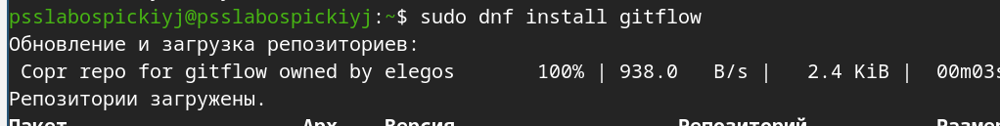 psslabospickiyj@psslabospickiyj:~$ sudo dnf install gitflow
Обновление и загрузка репозиториев:
Copr repo for gitflow owned by elegos 100% | 938.0 B/s | 2.4 KiB | 00m03s
Репозитории загружены.
Пакет Арх. Версия Репозиторий Размер